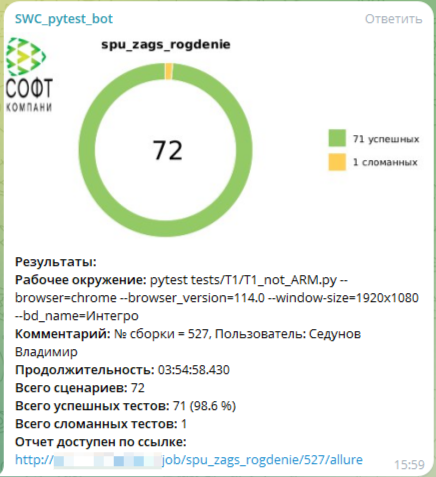 SWC_pytest_bot
Ответить
spu_zags_rogdenie
СОФТ
КОМПАНИ
72
71 успешных
1 сломанных
Результаты:
Рабочее окружение: pytest tests/T1/T1_not_ARM.py --
browser=chrome --browser_version=114.0 --window-size=1920x1080
--bd_name=Интегро
Комментарий: № сборки = 527, Пользователь: Седунов
Владимир
Продолжительность: 03:54:58.430
Всего сценариев: 72
Всего успешных тестов: 71 (98.6 %)
Всего сломанных тестов: 1
Отчет доступен по ссылке:
http:// job/spu_zags_rogdenie/527/allure
15:59